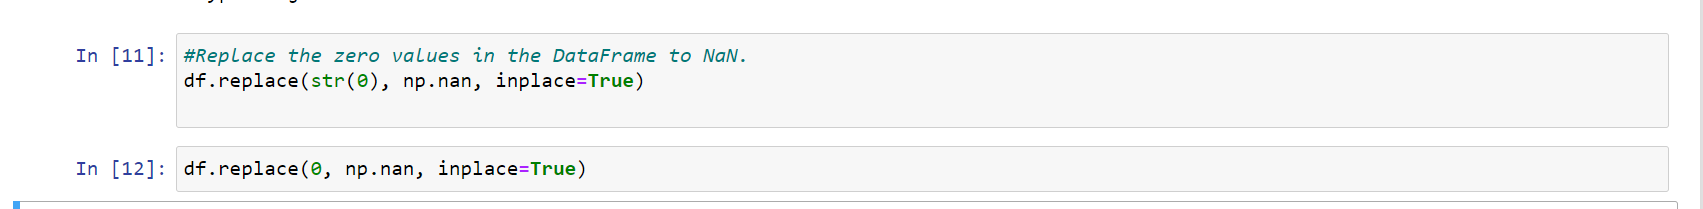 In [11]: #Replace the zero values in the DataFrame to NaN.
df.replace(str(0), np.nan, inplace=True)
In [12]: df.replace(0, np.nan, inplace=True)